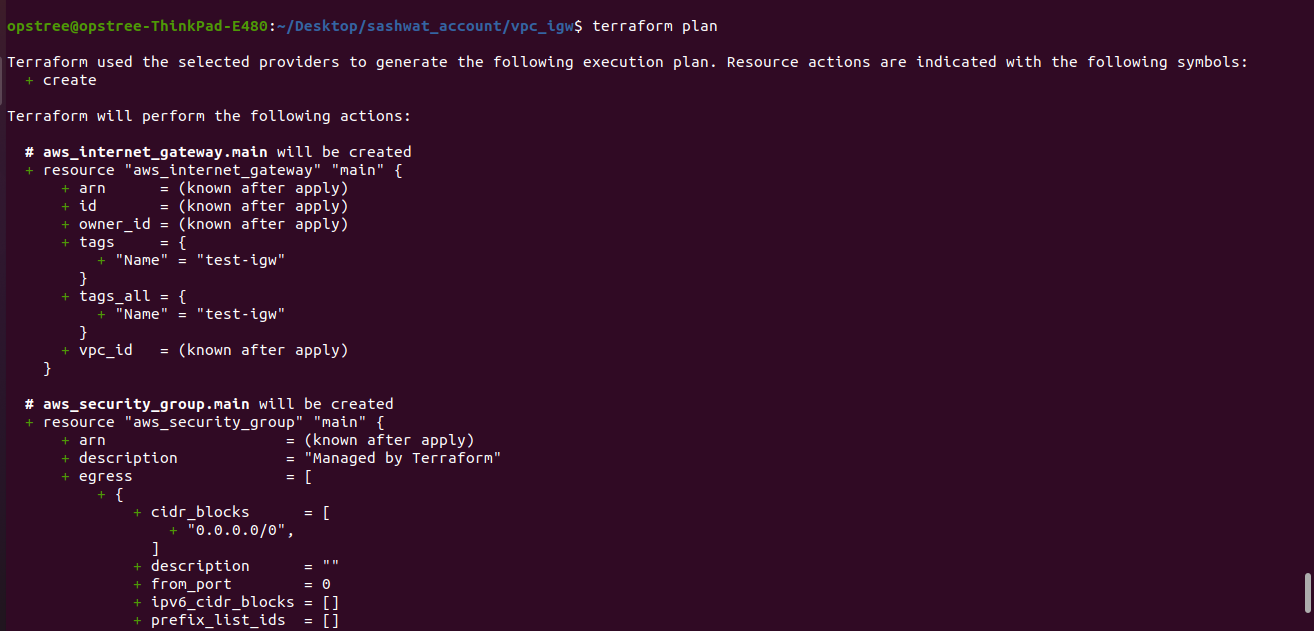 opstree@opstree-ThinkPad-E480:~/Desktop/sashwat_account/vpc_igw$ terraform plan

Terraform used the selected providers to generate the following execution plan. Resource actions are indicated with the following symbols:
  + create

Terraform will perform the following actions:

  # aws_internet_gateway.main will be created
  + resource "aws_internet_gateway" "main" {
      + arn      = (known after apply)
      + id       = (known after apply)
      + owner_id = (known after apply)
      + tags     = {
          + "Name" = "test-igw"
        }
      + tags_all = {
          + "Name" = "test-igw"
        }
      + vpc_id   = (known after apply)
    }

  # aws_security_group.main will be created
  + resource "aws_security_group" "main" {
      + arn                    = (known after apply)
      + description            = "Managed by Terraform"
      + egress                 = [
          + {
              + cidr_blocks      = [
                  + "0.0.0.0/0",
                ]
              + description      = ""
              + from_port        = 0
              + ipv6_cidr_blocks = []
              + prefix_list_ids  = []